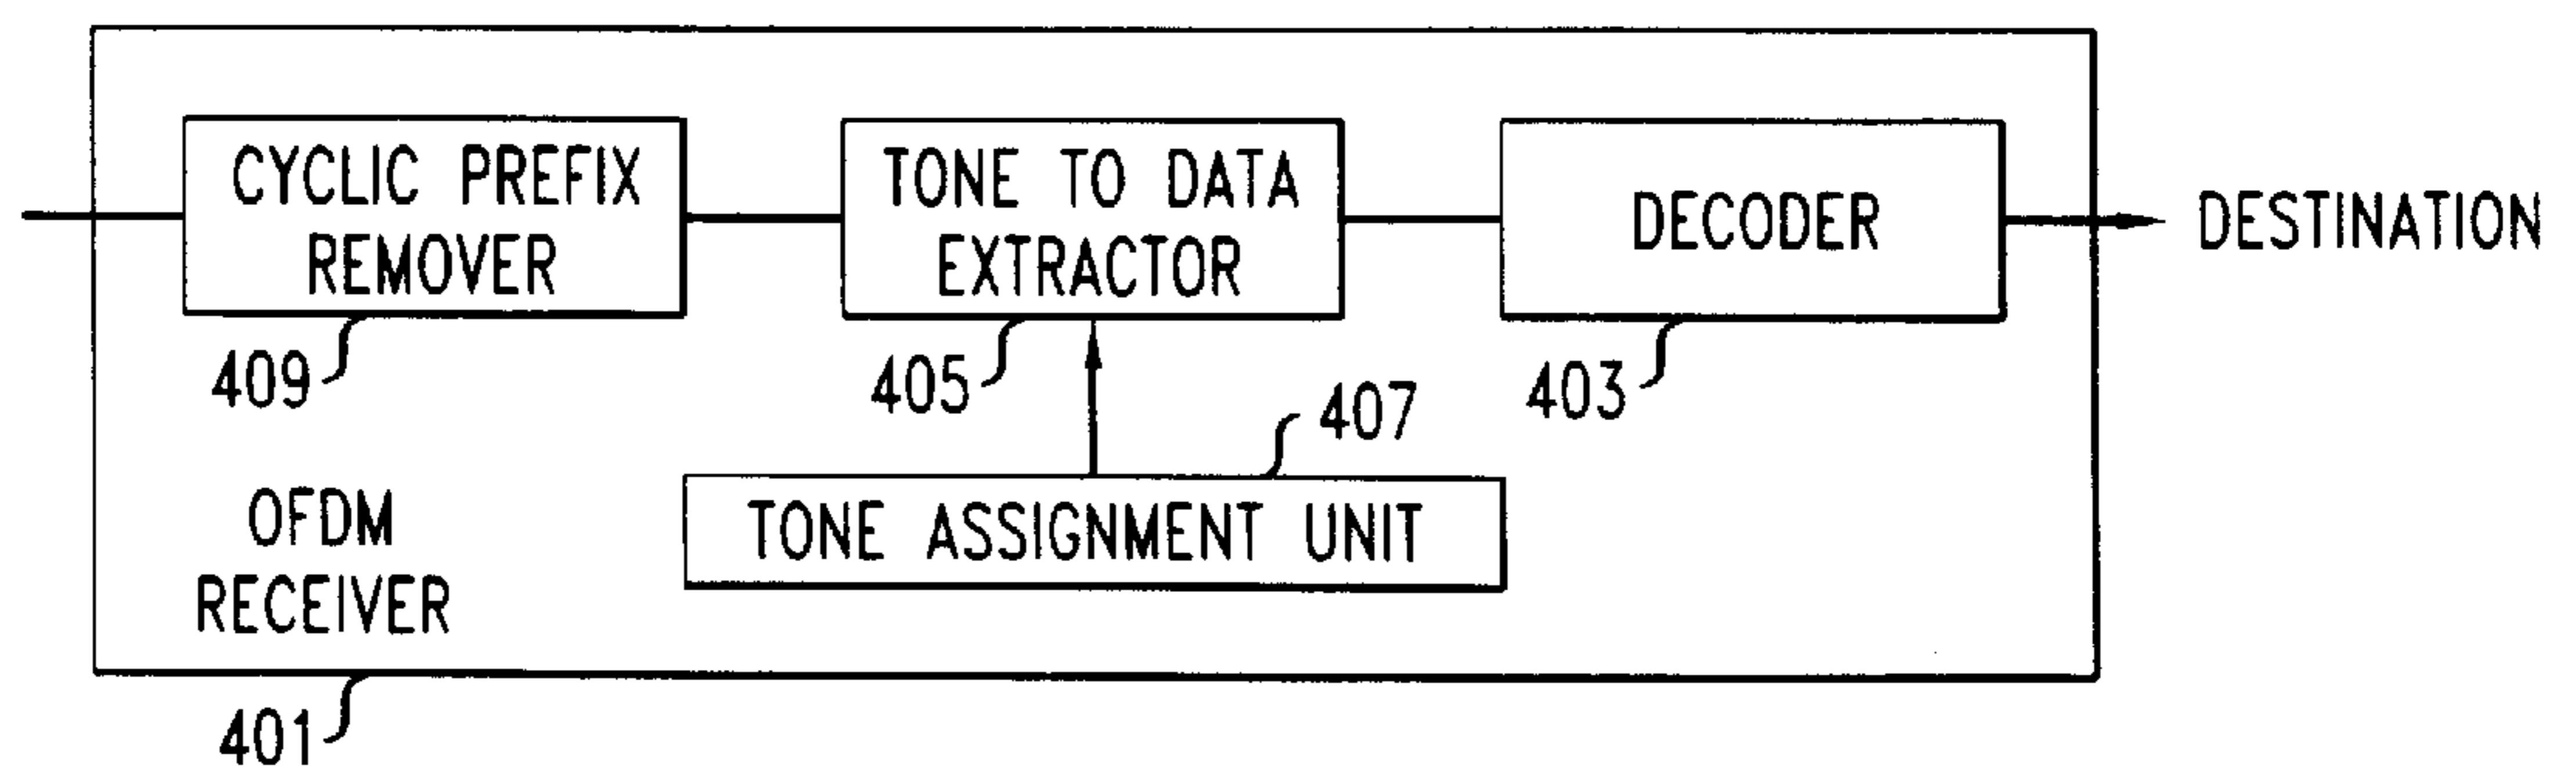 CYCLIC PREFIX
REMOVER
409
TONE TO DATA
EXTRACTOR
405
DECODER
403
DESTINATION
407
TONE ASSIGNMENT UNIT
OFDM
RECEIVER
401